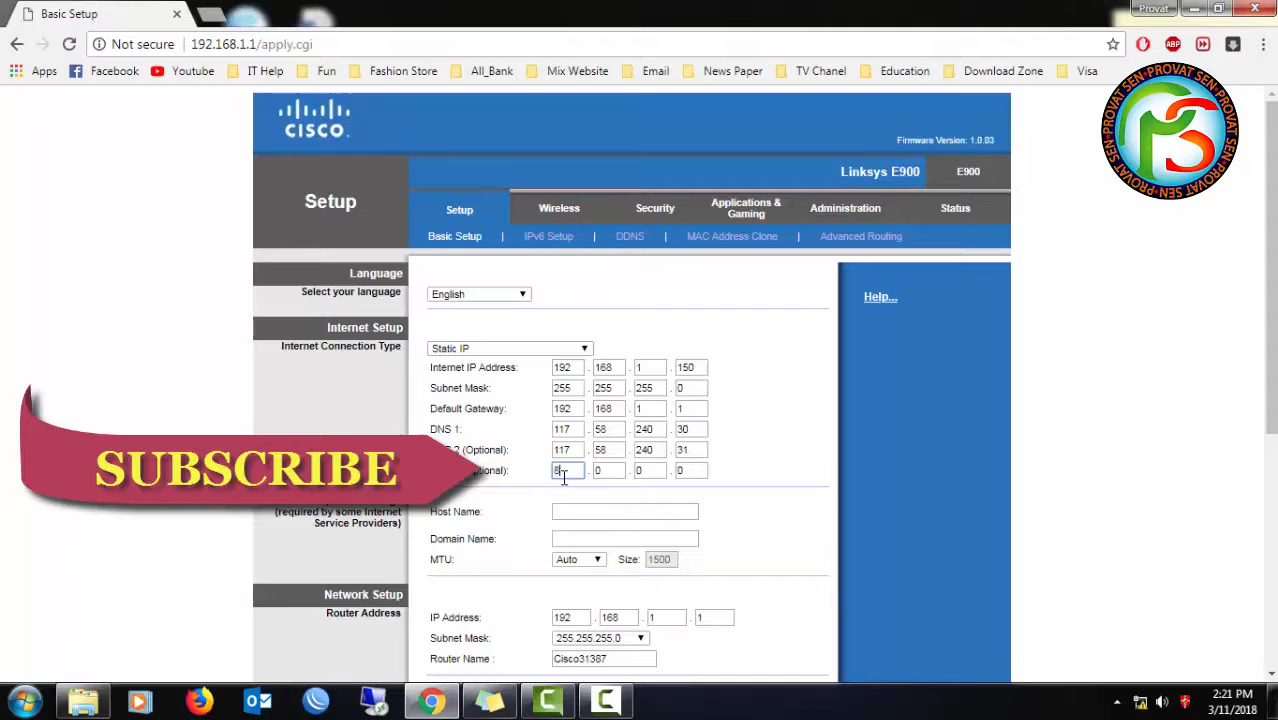 Basic Setup
Provat
Not secure
192.168.1.1/apply.cgi
Apps
Facebook
Youtube
IT Help
Fun
Fashion Store
All_Bank
Mix Website
Email
News Paper
TV Channel
Education
Download Zone
Visa
ABP
PROVAT SEN PROVAT SEN
CISCO
Firmware Version: 1.0.03
Linksys E900
E900
Setup
Setup
Wireless
Security
Applications &
Gaming
Administration
Status
Basic Setup
IPv6 Setup
DDNS
MAC Address Clone
Advanced Routing
Language
Select your language
English
Help...
Internet Setup
Internet Connection Type
Static IP
Internet IP Address: 192 . 168 . 1 . 150
Subnet Mask: 255 . 255 . 255 . 0
Default Gateway: 192 . 168 . 1 . 1
DNS 1: 117 . 58 . 240 . 30
2 (Optional): 117 . 58 . 240 . 31
8 . 0 . 0 . 0
SUBSCRIBE
(required by some Internet
Service Providers)
Host Name:
Domain Name:
MTU: Auto Size: 1500
Network Setup
Router Address
IP Address: 192 . 168 . 1 . 1
Subnet Mask: 255.255.255.0
Router Name : Cisco31387
2:21 PM
3/11/2018